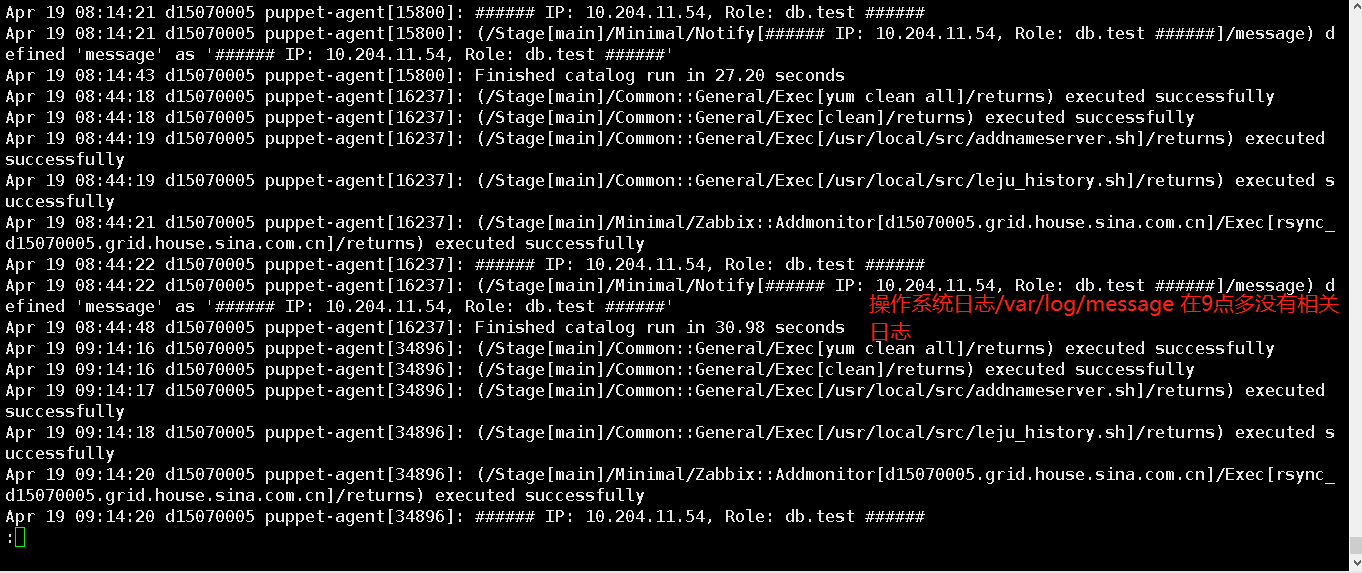 Apr 19 08:14:21 d15070005 puppet-agent[15800]: ###### IP: 10.204.11.54, Role: db.test ######
Apr 19 08:14:21 d15070005 puppet-agent[15800]: (/Stage[main]/Minimal/Notify[###### IP: 10.204.11.54, Role: db.test ######]/message) d
efined 'message' as '###### IP: 10.204.11.54, Role: db.test ######'
Apr 19 08:14:43 d15070005 puppet-agent[15800]: Finished catalog run in 27.20 seconds
Apr 19 08:44:18 d15070005 puppet-agent[16237]: (/Stage[main]/Common::General/Exec[yum clean all]/returns) executed successfully
Apr 19 08:44:18 d15070005 puppet-agent[16237]: (/Stage[main]/Common::General/Exec[clean]/returns) executed successfully
Apr 19 08:44:19 d15070005 puppet-agent[16237]: (/Stage[main]/Common::General/Exec[/usr/local/src/addnameserver.sh]/returns) executed
successfully
Apr 19 08:44:19 d15070005 puppet-agent[16237]: (/Stage[main]/Common::General/Exec[/usr/local/src/leju_history.sh]/returns) executed s
uccessfully
Apr 19 08:44:21 d15070005 puppet-agent[16237]: (/Stage[main]/Minimal/Zabbix::Addmonitor[d15070005.grid.house.sina.com.cn]/Exec[rsync_
d15070005.grid.house.sina.com.cn]/returns) executed successfully
Apr 19 08:44:22 d15070005 puppet-agent[16237]: ###### IP: 10.204.11.54, Role: db.test ######
Apr 19 08:44:22 d15070005 puppet-agent[16237]: (/Stage[main]/Minimal/Notify[###### IP: 10.204.11.54, Role: db.test ######]/message) d
efined 'message' as '###### IP: 10.204.11.54, Role: db.test ######'
操作系统日志/var/log/message 在9点多没有相关
日志
Apr 19 08:44:48 d15070005 puppet-agent[16237]: Finished catalog run in 30.98 seconds
Apr 19 09:14:16 d15070005 puppet-agent[34896]: (/Stage[main]/Common::General/Exec[yum clean all]/returns) executed successfully
Apr 19 09:14:16 d15070005 puppet-agent[34896]: (/Stage[main]/Common::General/Exec[clean]/returns) executed successfully
Apr 19 09:14:17 d15070005 puppet-agent[34896]: (/Stage[main]/Common::General/Exec[/usr/local/src/addnameserver.sh]/returns) executed
successfully
Apr 19 09:14:18 d15070005 puppet-agent[34896]: (/Stage[main]/Common::General/Exec[/usr/local/src/leju_history.sh]/returns) executed s
uccessfully
Apr 19 09:14:20 d15070005 puppet-agent[34896]: (/Stage[main]/Minimal/Zabbix::Addmonitor[d15070005.grid.house.sina.com.cn]/Exec[rsync_
d15070005.grid.house.sina.com.cn]/returns) executed successfully
Apr 19 09:14:20 d15070005 puppet-agent[34896]: ###### IP: 10.204.11.54, Role: db.test ######
: